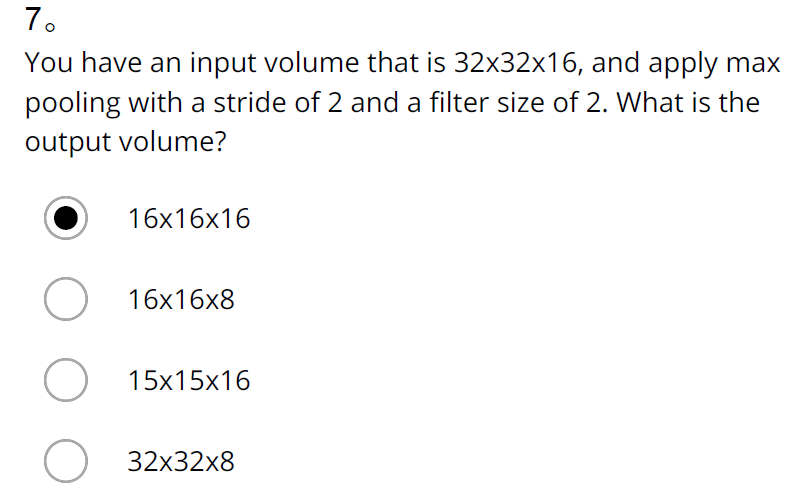 7。
You have an input volume that is 32x32x16, and apply max
pooling with a stride of 2 and a filter size of 2. What is the
output volume?
16x16x16
16x16x8
15x15x16
32x32x8